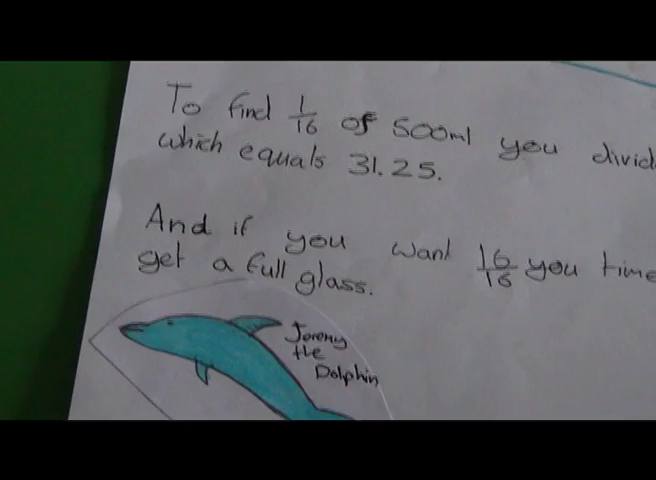 To find 1/16 of 500ml you divid
which equals 31.25.
And if you want 16/16 you time
get a full glass.
Jeremy
the
Dolphin